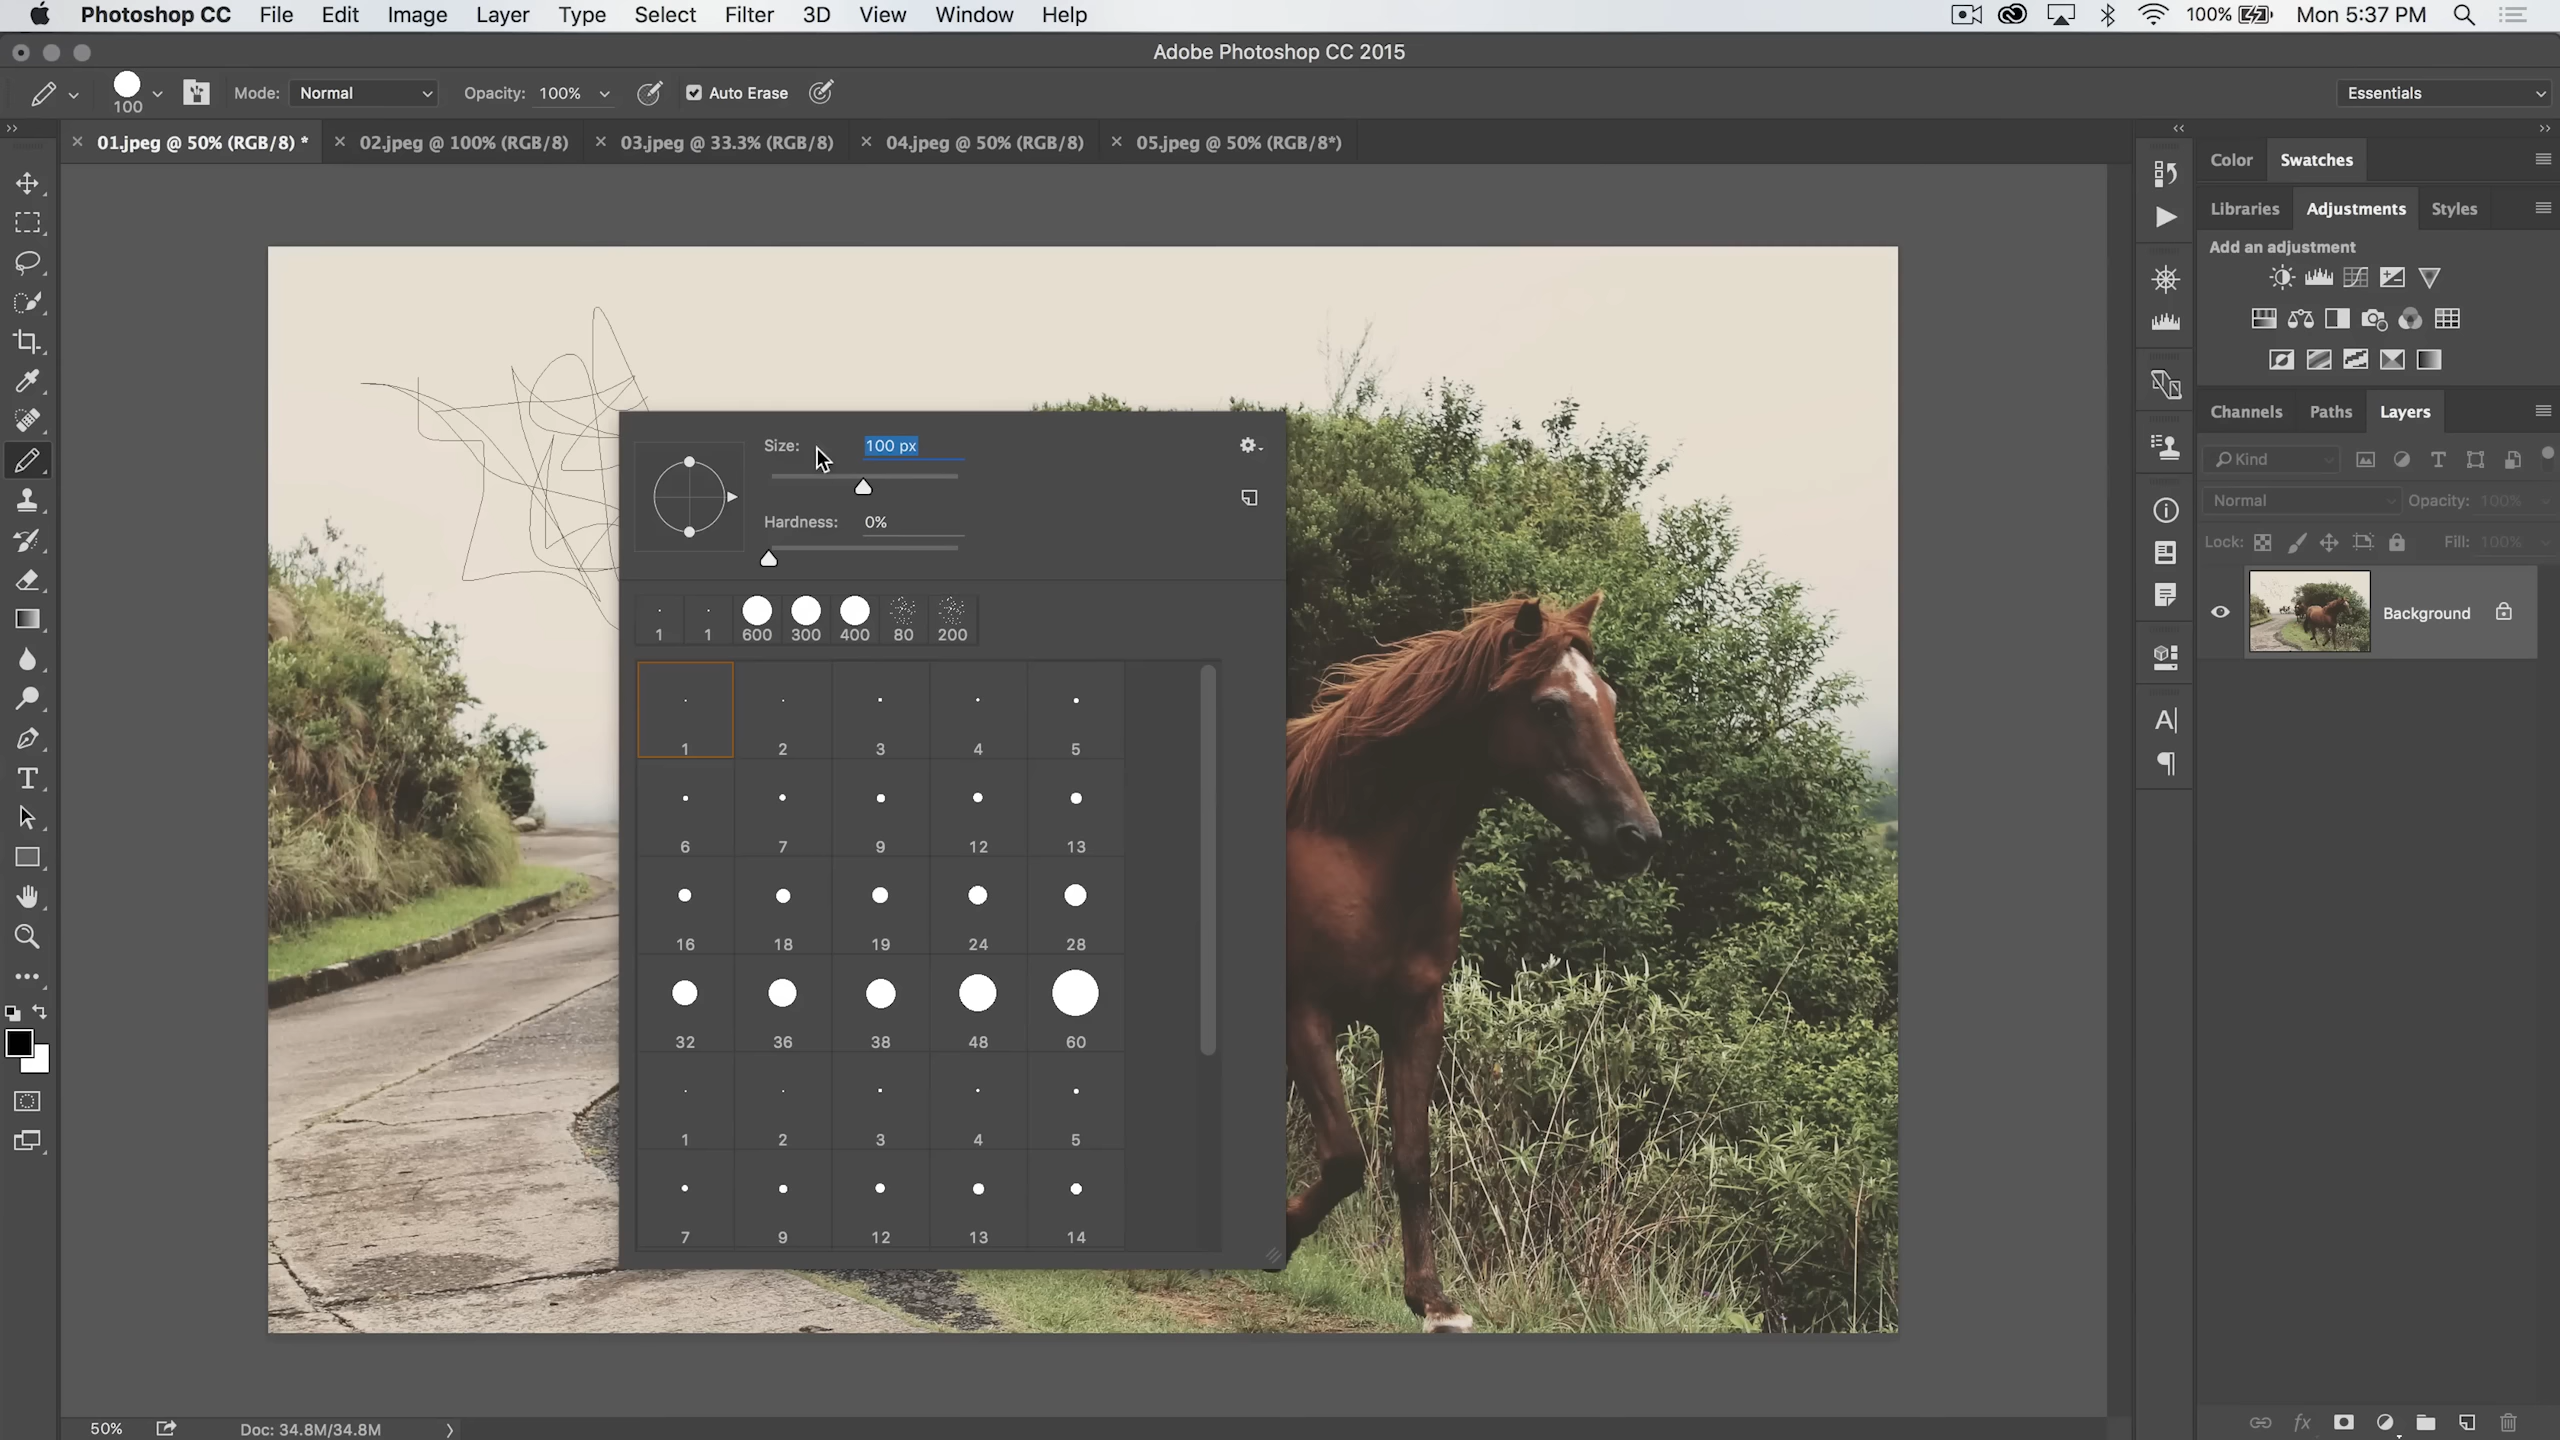 Photoshop CC File Edit Image Layer Type Select Filter 3D View Window Help 100% Mon 5:37 PM
Adobe Photoshop CC 2015
100 Mode: Normal Opacity: 100% Auto Erase Essentials
01.jpeg @ 50% (RGB/8) * 02.jpeg @ 100% (RGB/8) 03.jpeg @ 33.3% (RGB/8) 04.jpeg @ 50% (RGB/8) 05.jpeg @ 50% (RGB/8*)
Color Swatches
Libraries Adjustments Styles
Add an adjustment
Channels Paths Layers
Kind
Normal Opacity: 100%
Lock: Fill: 100%
Background
Size: 100 px
Hardness: 0%
1 1 600 300 400 80 200
1 2 3 4 5
6 7 9 12 13
16 18 19 24 28
32 36 38 48 60
1 2 3 4 5
7 9 12 13 14
50% Doc: 34.8M/34.8M
fx